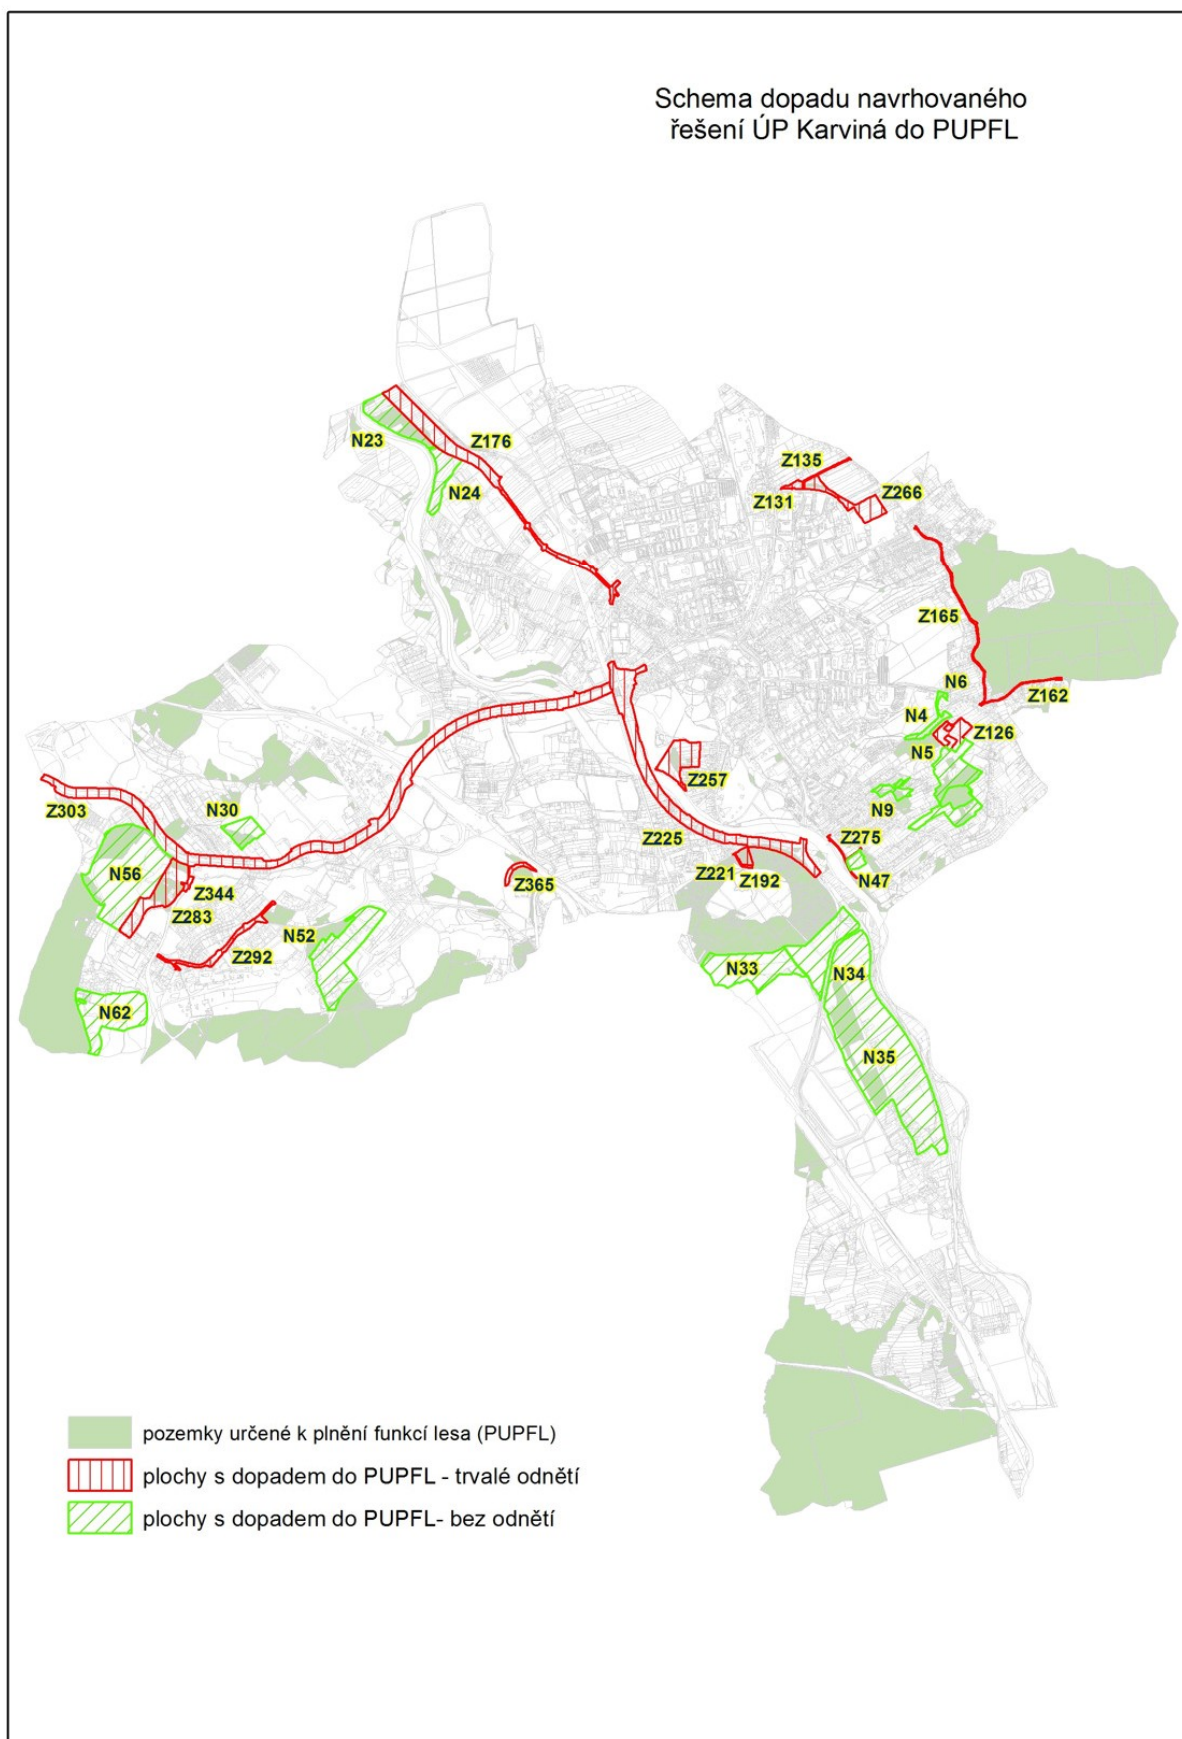 Schema dopadu navrhovaného
řešení ÚP Karviná do PUPFL
N23
Z176
N24
Z135
Z131
Z266
Z165
N6
Z162
N4
Z126
N5
N9
Z257
Z303
N30
Z225
Z275
N56
Z221
Z192
N47
Z365
Z344
Z283
N52
Z292
N33
N34
N62
N35
pozemky určené k plnění funkcí lesa (PUPFL)
plochy s dopadem do PUPFL - trvalé odnětí
plochy s dopadem do PUPFL- bez odnětí